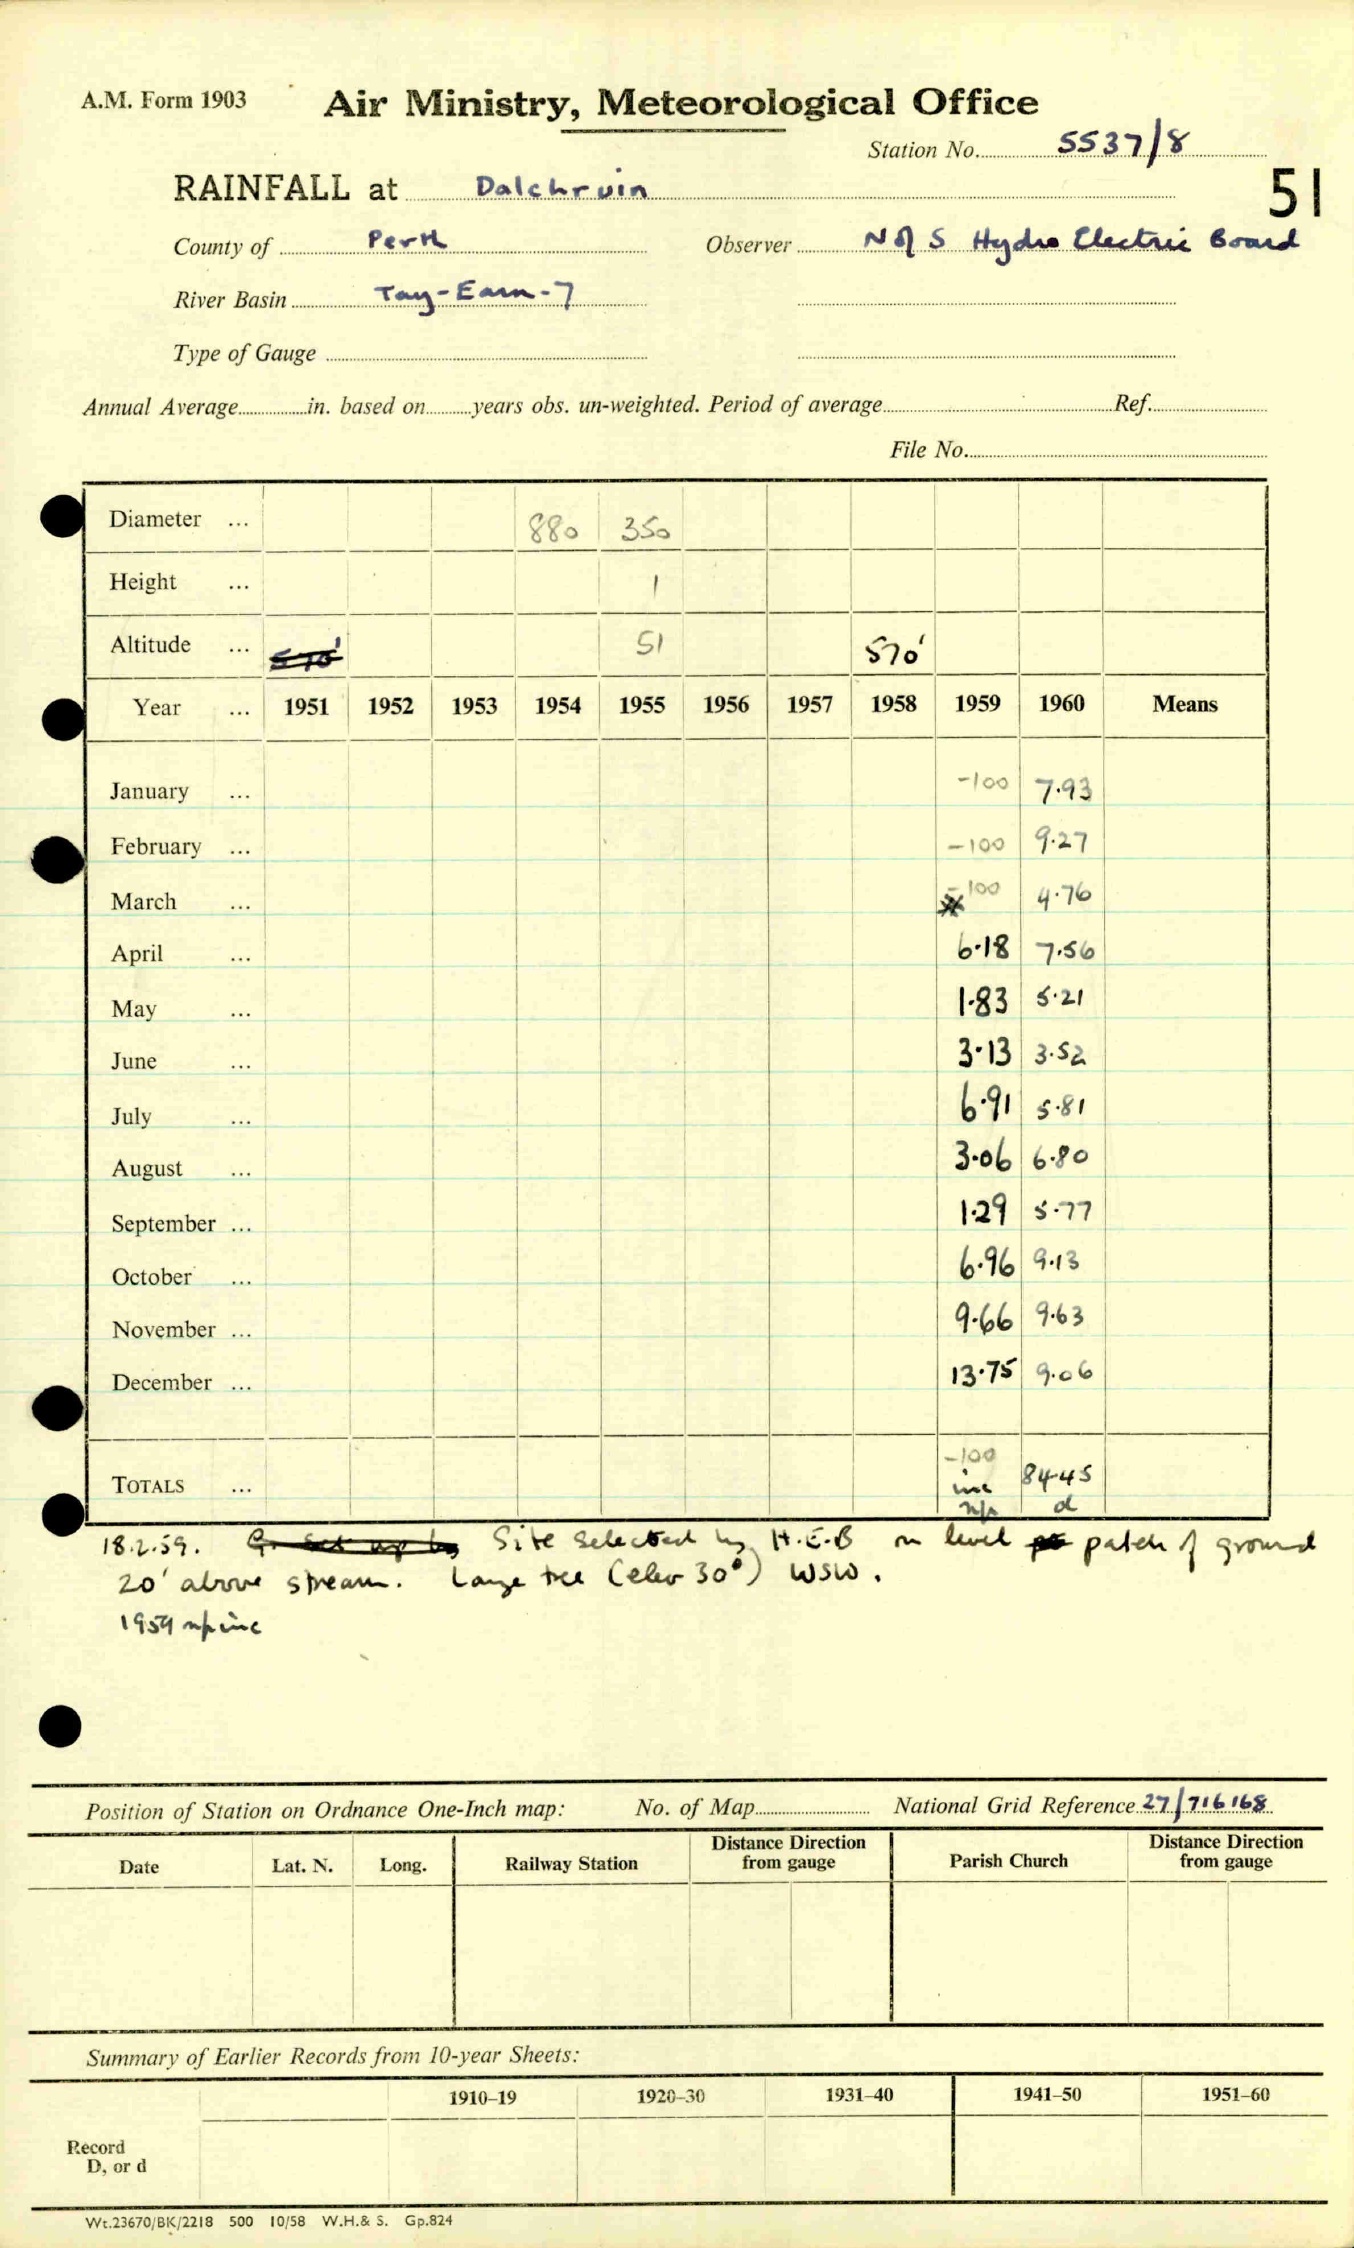 A.M. Form 1903
Air Ministry, Meteorological Office
Station No. 5537/8
51
RAINFALL at Dalchruin
County of Perth Observer N of S Hydro Electric Board
River Basin Tay-Earn-7
Type of Gauge
Annual Average in. based on years obs. un-weighted. Period of average Ref.
File No.
Diameter ... 880 350
Height ... 1
Altitude ... 570' 51 570'
Year ... 1951 1952 1953 1954 1955 1956 1957 1958 1959 1960 Means
January ... -100 7.93
February ... -100 9.27
March ... -100 4.76
April ... 6.18 7.56
May ... 1.83 5.21
June ... 3.13 3.52
July ... 6.91 5.81
August ... 3.06 6.80
September ... 1.29 5.77
October ... 6.96 9.13
November ... 9.66 9.63
December ... 13.75 9.06
-100
TOTALS ... inc 84.45
np d
18.2.59. G. set up by Site selected by H.E.B on level patch of ground
20' above stream. Large tree (elev 30°) WSW.
1959 np inc
Position of Station on Ordnance One-Inch map: No. of Map National Grid Reference 27/716168
Date Lat. N. Long. Railway Station Distance Direction from gauge Parish Church Distance Direction from gauge
Summary of Earlier Records from 10-year Sheets:
1910–19 1920–30 1931–40 1941–50 1951–60
Record
D, or d
Wt.23670/BK/2218 500 10/58 W.H.& S. Gp.824